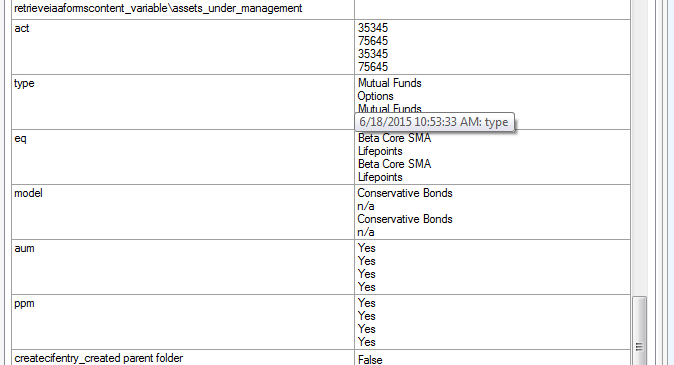 retrieveiaaformscontent_variable\assets_under_management
act
35345
75645
35345
75645
type
Mutual Funds
Options
Mutual Funds
6/18/2015 10:53:33 AM: type
eq
Beta Core SMA
Lifepoints
Beta Core SMA
Lifepoints
model
Conservative Bonds
n/a
Conservative Bonds
n/a
aum
Yes
Yes
Yes
Yes
ppm
Yes
Yes
Yes
Yes
createcifentry_created parent folder
False